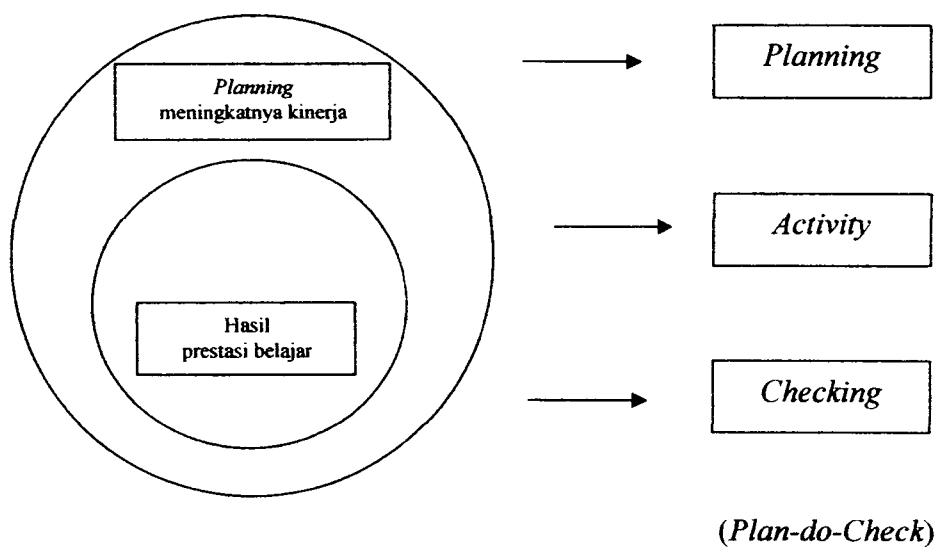 Planning
meningkatnya kinerja
Hasil
prestasi belajar
Planning
Activity
Checking
(Plan-do-Check)